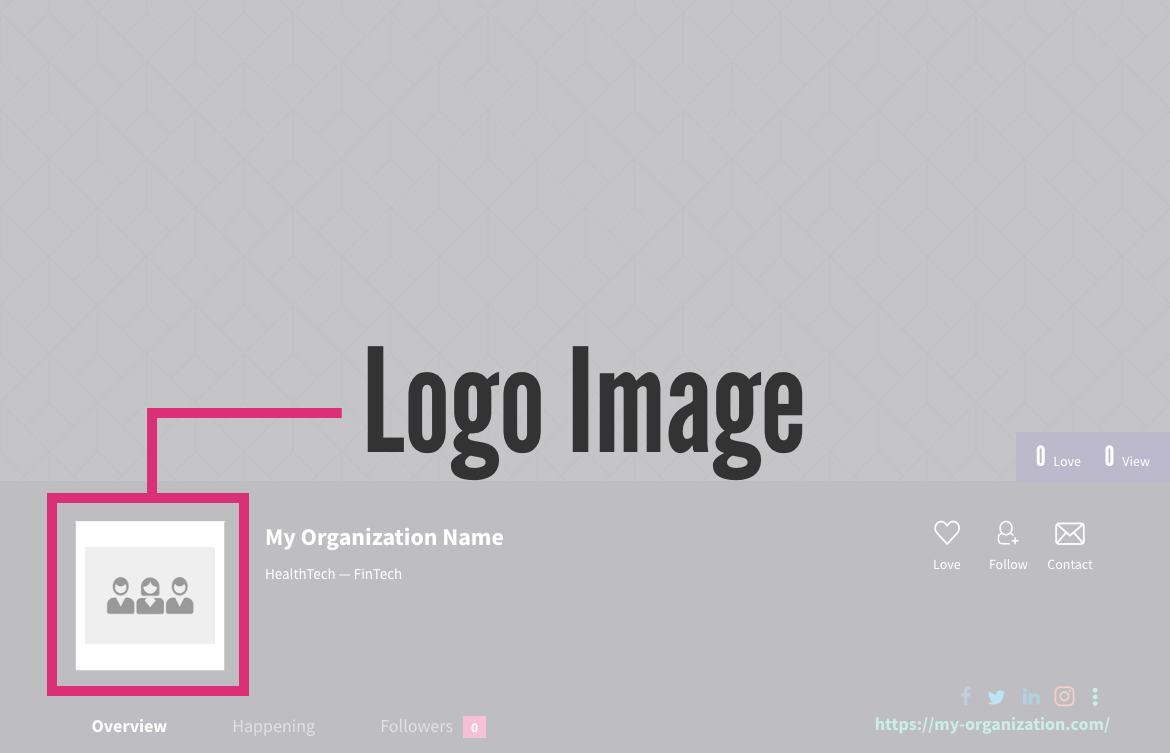 Logo Image
0 Love 0 View
My Organization Name
HealthTech — FinTech
Love Follow Contact
Overview Happening Followers 0
https://my-organization.com/